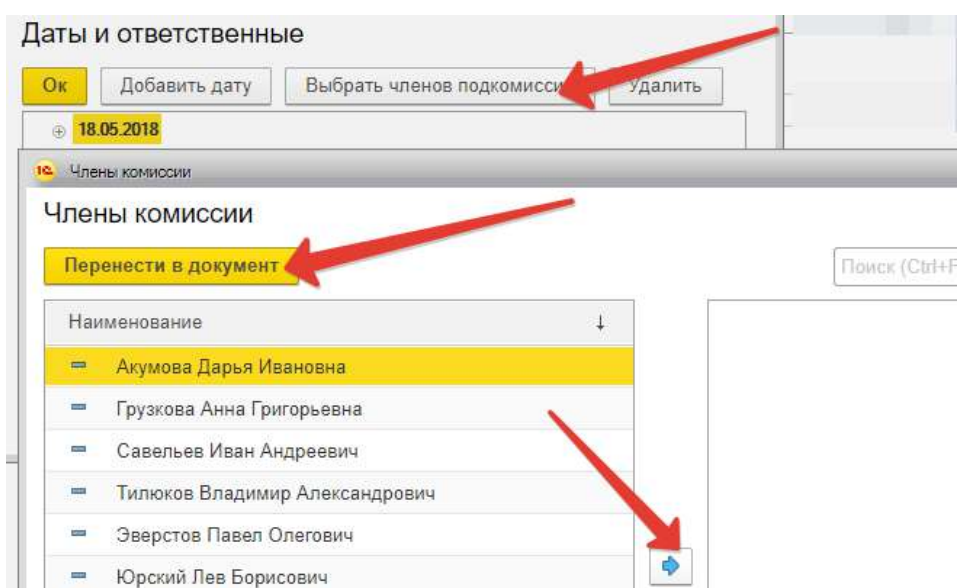 Даты и ответственные
Ок Добавить дату Выбрать членов подкомисси Удалить
18.05.2018
1С Члены комиссии
Члены комиссии
Перенести в документ Поиск (Ctrl+F
Наименование ↓
Акумова Дарья Ивановна
Грузкова Анна Григорьевна
Савельев Иван Андреевич
Тилюков Владимир Александрович
Эверстов Павел Олегович
Юрский Лев Борисович